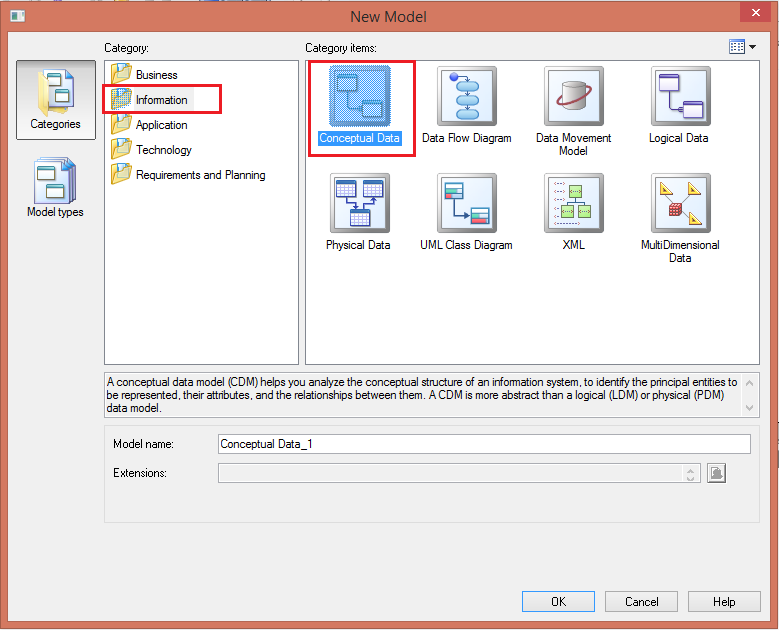 New Model
Category:
Category items:
Categories
Model types
Business
Information
Application
Technology
Requirements and Planning
Conceptual Data
Data Flow Diagram
Data Movement
Model
Logical Data
Physical Data
UML Class Diagram
XML
MultiDimensional
Data
A conceptual data model (CDM) helps you analyze the conceptual structure of an information system, to identify the principal entities to
be represented, their attributes, and the relationships between them. A CDM is more abstract than a logical (LDM) or physical (PDM)
data model.
Model name:
Conceptual Data_1
Extensions:
OK
Cancel
Help